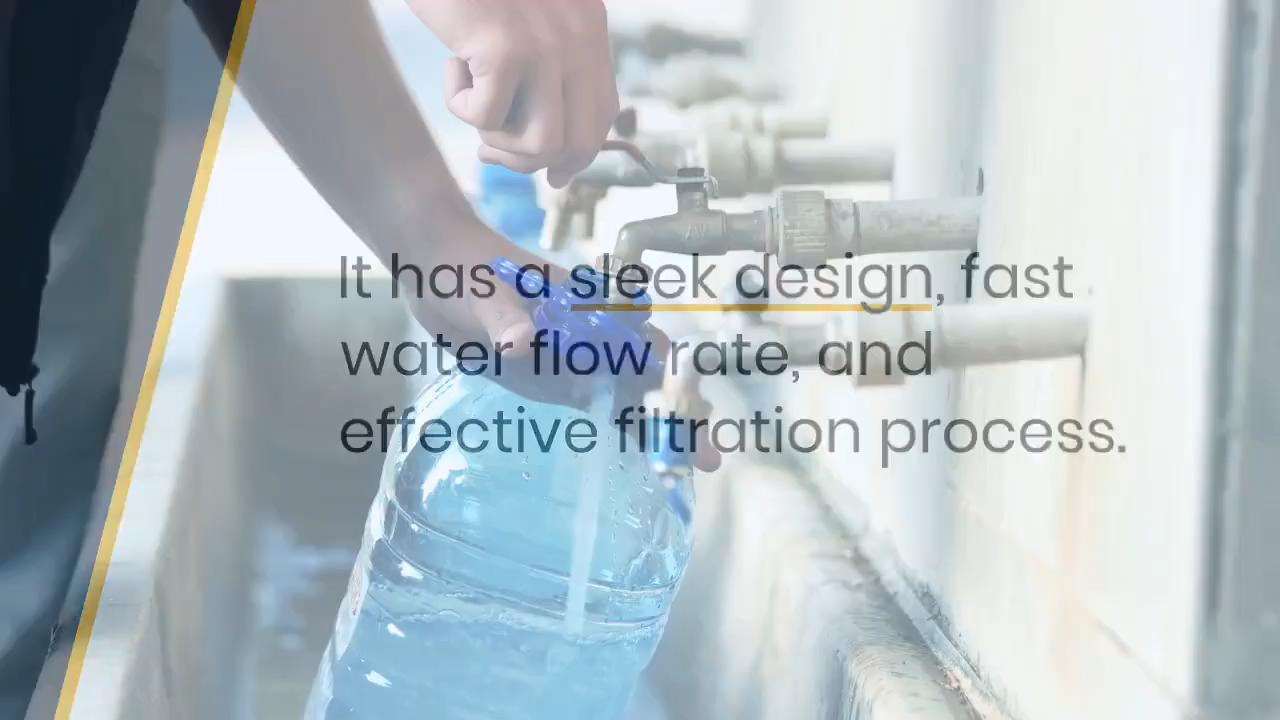 It has a sleek design, fast
water flow rate, and
effective filtration process.